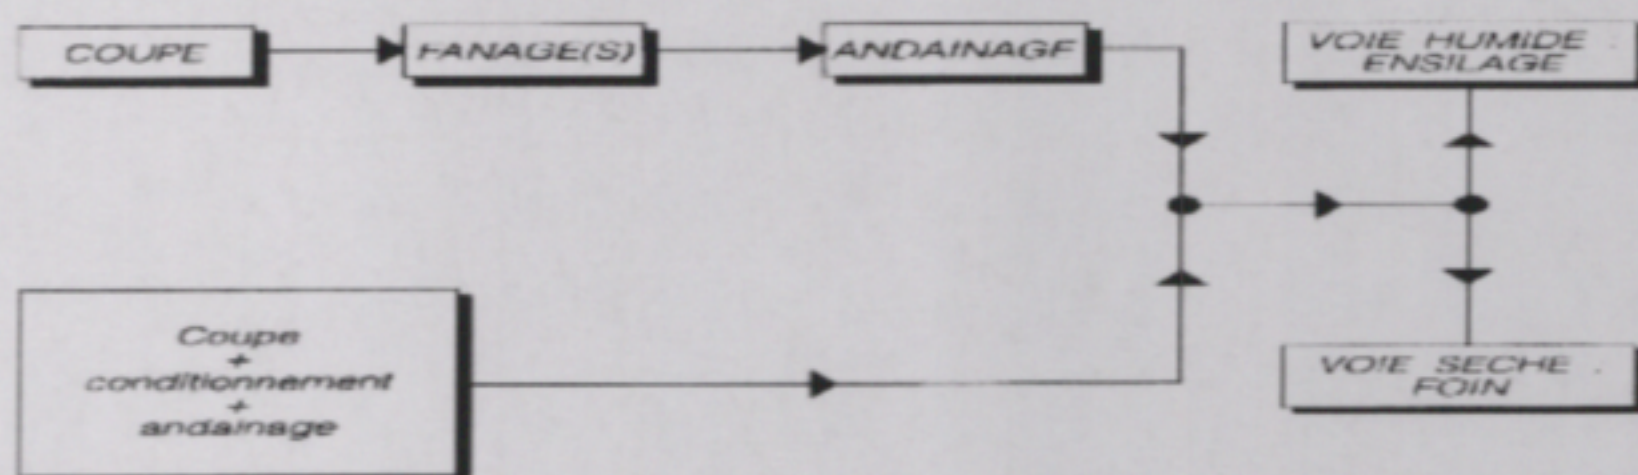 COUPE
FANAGE(S)
ANDAINAGE
VOIE HUMIDE :
ENSILAGE
Coupe
+
conditionnement
+
andainage
VOIE SECHE :
FOIN